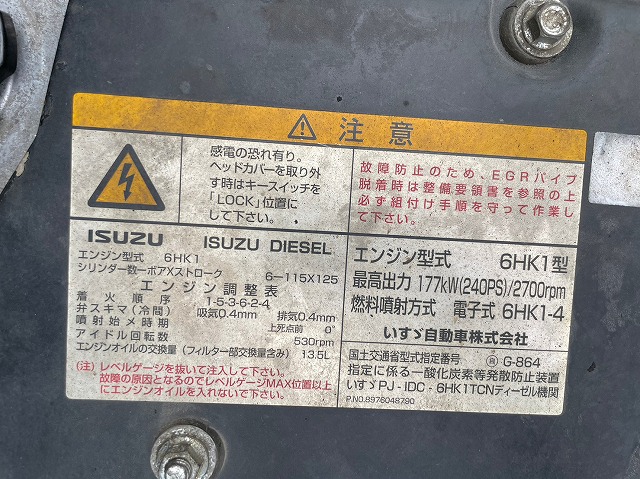 注意
感電の恐れ有り。
ヘッドカバーを取り外
す時はキースイッチを
「LOCK」位置に
して下さい。
故障防止のため、EGRパイプ
脱着時は整備要領書を参照の上
必ず組付け手順を守って作業し
て下さい。
ISUZU ISUZU DIESEL
エンジン型式 6HK1
シリンダー数ーボアXストローク 6-115X125
エンジン調整表
着火順序 1-5-3-6-2-4
弁スキマ(冷間) 吸気0.4mm 排気0.4mm
噴射始メ時期 上死点前 0°
アイドル回転数 530rpm
エンジンオイルの交換量(フィルター部交換量含み) 13.5L
(注)レベルゲージを抜いて注入して下さい。
故障の原因となるのでレベルゲージMAX位置以上
にエンジンオイルを入れないで下さい。
エンジン型式 6HK1型
最高出力 177kW(240PS)/2700rpm
燃料噴射方式 電子式 6HK1-4
いすゞ自動車株式会社
国土交通省型式指定番号 G-864
指定に係る一酸化炭素等発散防止装置
いすゞPJ-IDC-6HK1TCNディーゼル機関
P.NO.8976048790